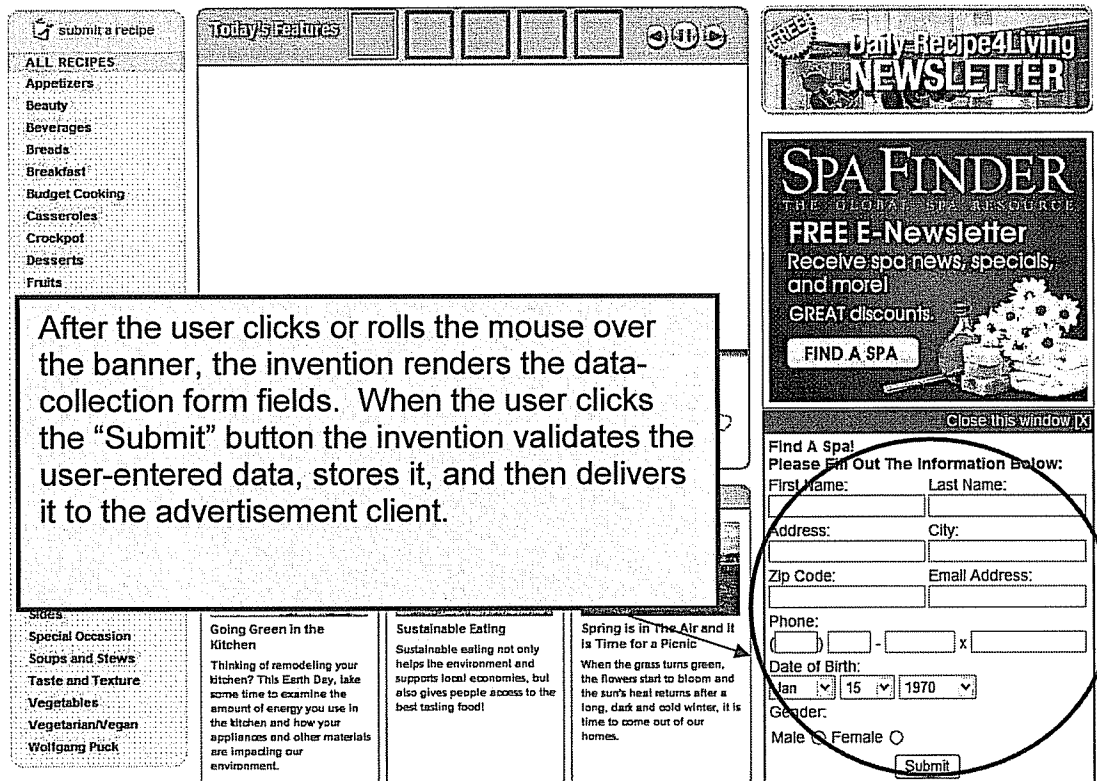 submit a recipe
ALL RECIPES
Appetizers
Beauty
Beverages
Breads
Breakfast
Budget Cooking
Casseroles
Crockpot
Desserts
Fruits
Sides
Special Occasion
Soups and Stews
Taste and Texture
Vegetables
Vegetarian/Vegan
Wolfgang Puck
Today's Features
After the user clicks or rolls the mouse over
the banner, the invention renders the data-
collection form fields. When the user clicks
the “Submit” button the invention validates the
user-entered data, stores it, and then delivers
it to the advertisement client.
Going Green in the
Kitchen
Thinking of remodeling your
kitchen? This Earth Day, take
some time to examine the
amount of energy you use in
the kitchen and how your
appliances and other materials
are impacting our
environment.
Sustainable Eating
Sustainable eating not only
helps the environment and
supports local economies, but
also gives people access to the
best tasting food!
Spring is in The Air and It
is Time for a Picnic
When the grass turns green,
the flowers start to bloom and
the sun's heat returns after a
long, dark and cold winter, it is
time to come out of our
homes.
FREE
Daily Recipe4Living
NEWSLETTER
SPAFINDER
THE GLOBAL SPA RESOURCE
FREE E-Newsletter
Receive spa news, specials,
and more!
GREAT discounts.
FIND A SPA
Close this window [X]
Find A Spa!
Please Fill Out The Information Below:
First Name: Last Name:
Address: City:
Zip Code: Email Address:
Phone:
( ) - x
Date of Birth:
Jan 15 1970
Gender:
Male Female
Submit